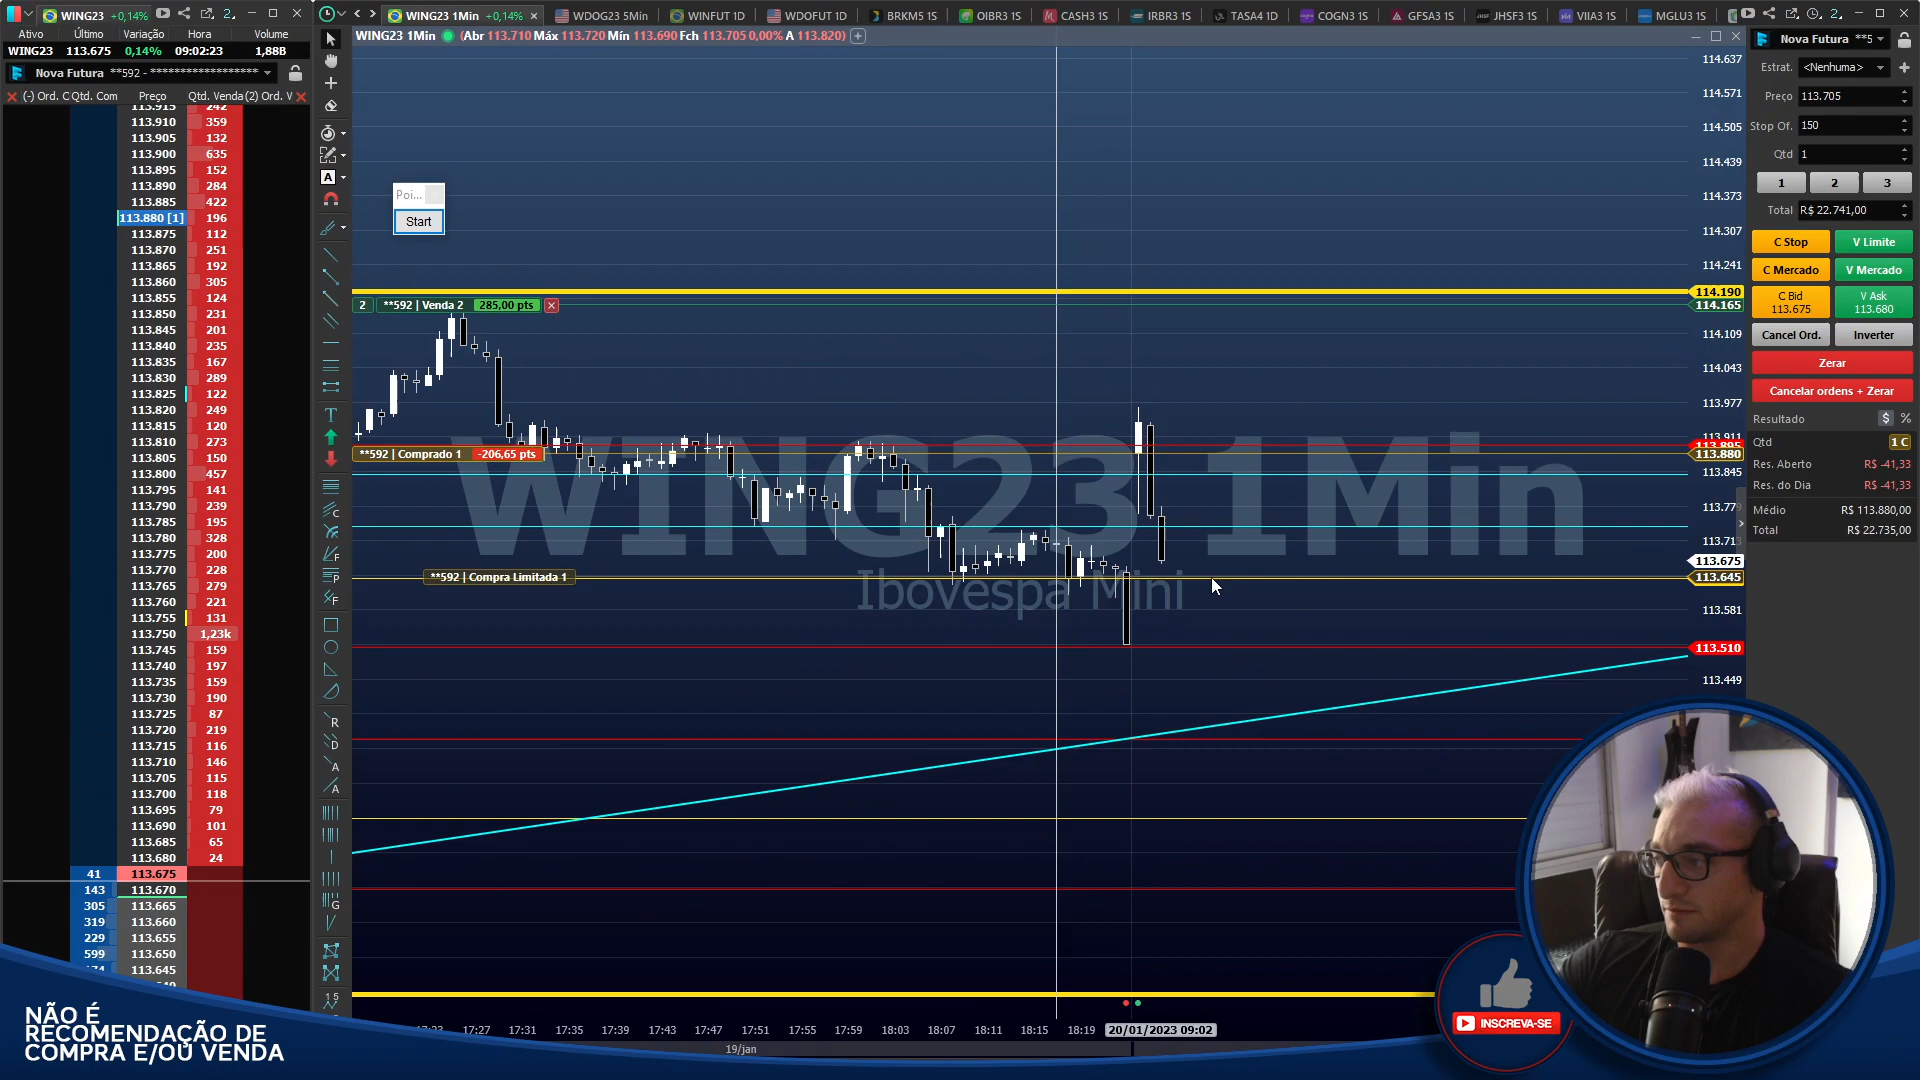 WING23 +0,14%
Ativo Último Variação Hora Volume
WING23 113.675 0,14% 09:02:23 1,88B
Nova Futura **592 - ******************
(-) Ord. C Qtd. Com Preço Qtd. Venda (2) Ord. V
113.915 242
113.910 359
113.905 132
113.900 635
113.895 152
113.890 284
113.885 422
113.880 [1] 196
113.875 112
113.870 251
113.865 192
113.860 305
113.855 124
113.850 231
113.845 201
113.840 235
113.835 167
113.830 289
113.825 122
113.820 249
113.815 120
113.810 273
113.805 150
113.800 457
113.795 141
113.790 239
113.785 195
113.780 328
113.775 200
113.770 228
113.765 279
113.760 221
113.755 131
113.750 1,23k
113.745 159
113.740 197
113.735 159
113.730 190
113.725 87
113.720 219
113.715 116
113.710 146
113.705 115
113.700 118
113.695 79
113.690 101
113.685 65
113.680 24
41 113.675
143 113.670
305 113.665
319 113.660
229 113.655
599 113.650
113.645
NÃO É
RECOMENDAÇÃO DE
COMPRA E/OU VENDA
WING23 1Min +0,14%
WDOG23 5Min
WINFUT 1D
WDOFUT 1D
BRKM5 1S
OIBR3 1S
CASH3 1S
IRBR3 1S
TASA4 1D
COGN3 1S
GFSA3 1S
JHSF3 1S
VIIA3 1S
MGLU3 1S
WING23 1Min (Abr 113.710 Máx 113.720 Mín 113.690 Fch 113.705 0,00% A 113.820)
Poi...
Start
2 **592 | Venda 2 285,00 pts
**592 | Comprado 1 -206,65 pts
**592 | Compra Limitada 1
WING23 1Min
Ibovespa Mini
114.637
114.571
114.505
114.439
114.373
114.307
114.241
114.190
114.165
114.109
114.043
113.977
113.911
113.895
113.880
113.845
113.779
113.713
113.675
113.645
113.581
113.510
113.449
17:23 17:27 17:31 17:35 17:39 17:43 17:47 17:51 17:55 17:59 18:03 18:07 18:11 18:15 18:19 20/01/2023 09:02
19/jan
Nova Futura **5
Estrat. <Nenhuma>
Preço 113.705
Stop Of. 150
Qtd 1
1 2 3
Total R$ 22.741,00
C Stop V Limite
C Mercado V Mercado
C Bid V Ask
113.675 113.680
Cancel Ord. Inverter
Zerar
Cancelar ordens + Zerar
Resultado $ %
Qtd 1 C
Res. Aberto R$ -41,33
Res. do Dia R$ -41,33
Médio R$ 113.880,00
Total R$ 22.735,00
INSCREVA-SE